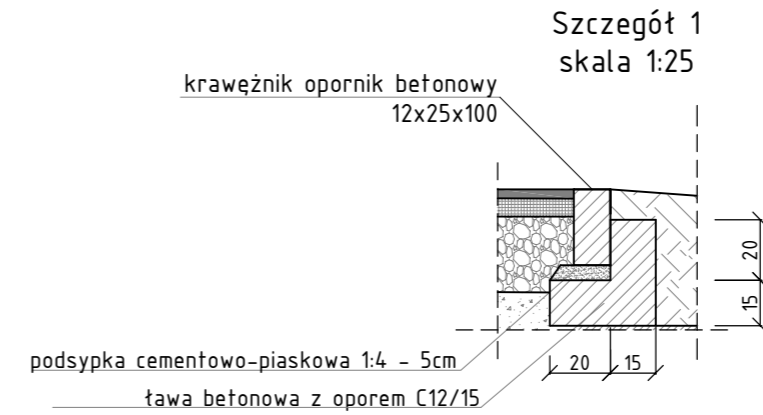 Szczegół 1
skala 1:25
krawężnik opornik betonowy
12x25x100
20
15
20
15
podsypka cementowo-piaskowa 1:4 - 5cm
ława betonowa z oporem C12/15